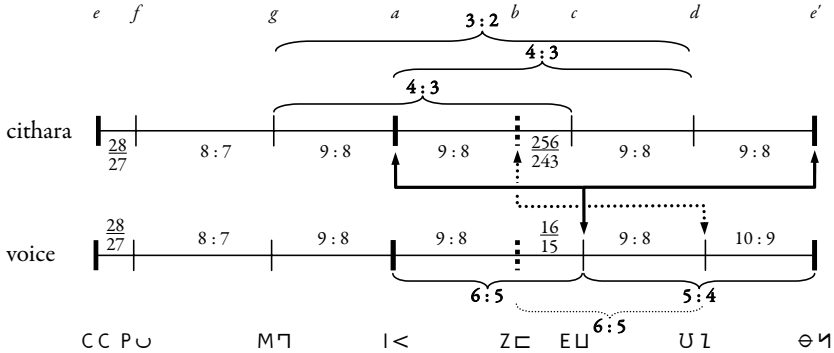 e f g a b c d e'
3 : 2
4 : 3
4 : 3
cithara
28/27 8 : 7 9 : 8 9 : 8 256/243 9 : 8 9 : 8
voice
28/27 8 : 7 9 : 8 9 : 8 16/15 9 : 8 10 : 9
6 : 5 5 : 4
6 : 5
C C P ᴗ M ᒣ I < Z ⊏ E ⊔ Ʊ ⅂ ϴ И